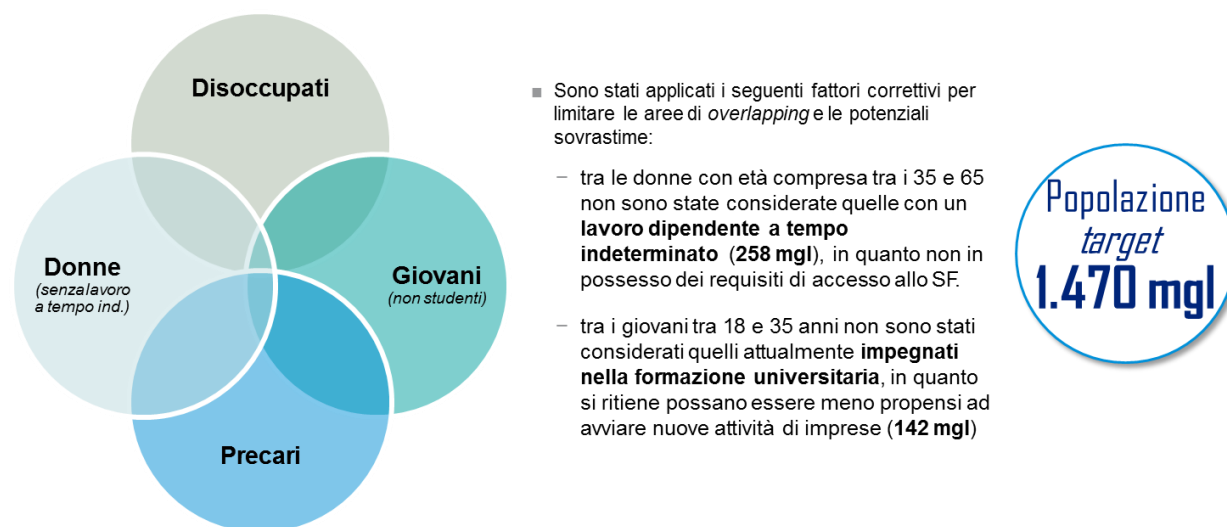 Disoccupati
Donne
(senzalavoro
a tempo ind.)
Giovani
(non studenti)
Precari
■ Sono stati applicati i seguenti fattori correttivi per
limitare le aree di overlapping e le potenziali
sovrastime:
− tra le donne con età compresa tra i 35 e 65
non sono state considerate quelle con un
lavoro dipendente a tempo
indeterminato (258 mgl), in quanto non in
possesso dei requisiti di accesso allo SF.
− tra i giovani tra 18 e 35 anni non sono stati
considerati quelli attualmente impegnati
nella formazione universitaria, in quanto
si ritiene possano essere meno propensi ad
avviare nuove attività di imprese (142 mgl)
Popolazione
target
1.470 mgl